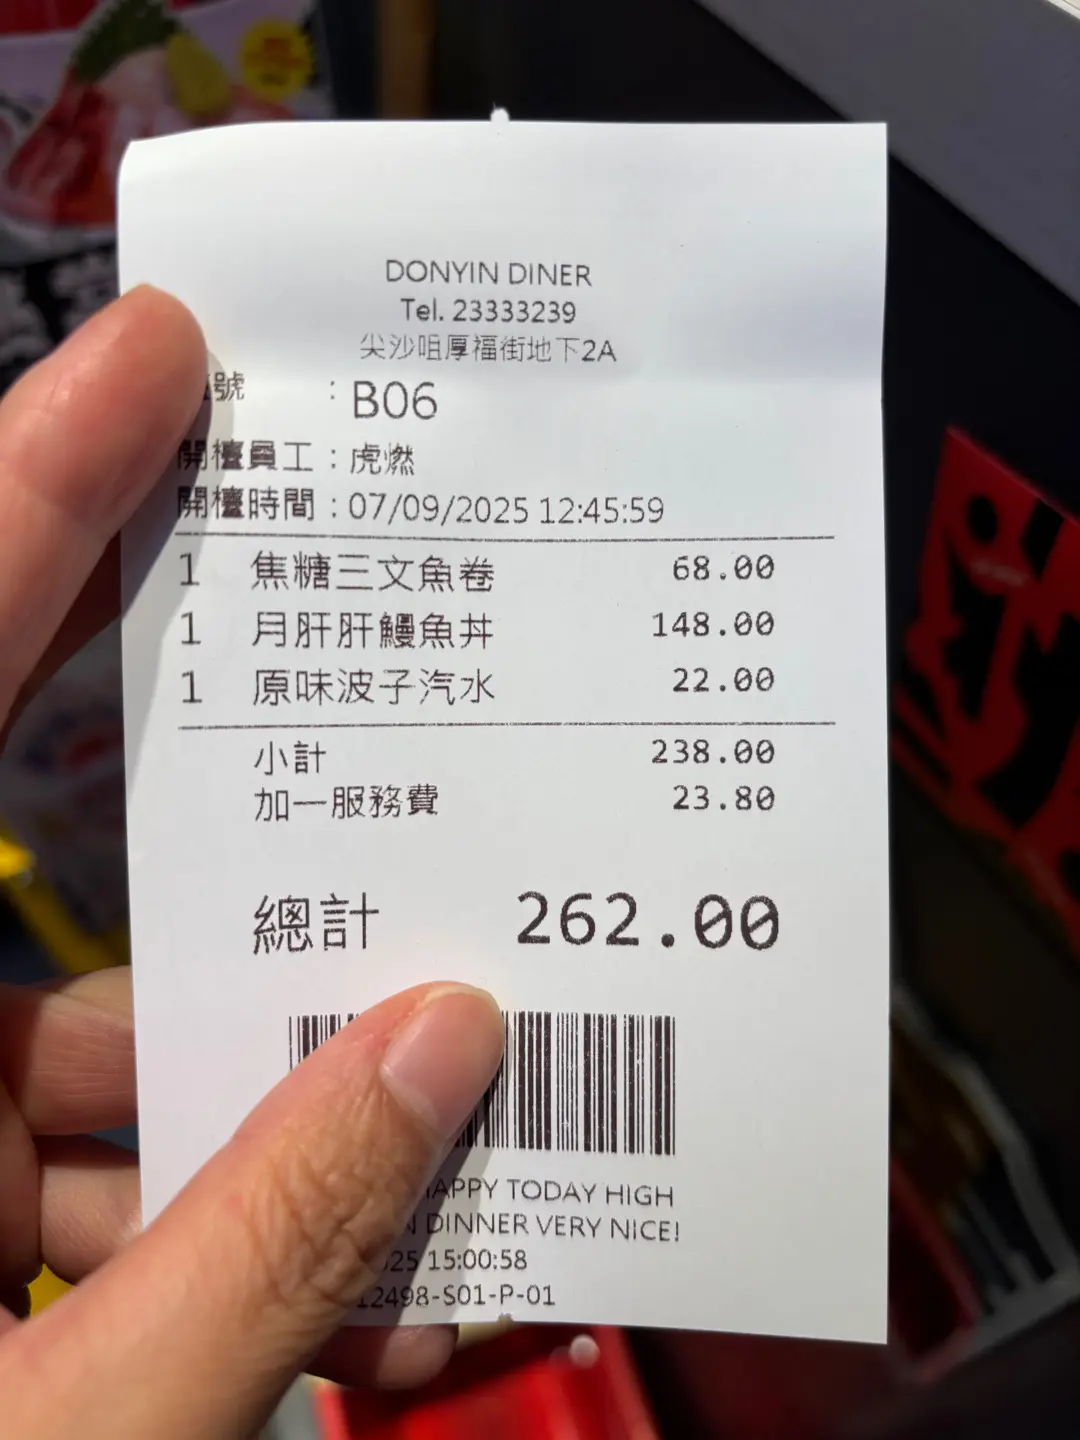 DONYIN DINER
Tel. 23333239
尖沙咀厚福街地下2A
號 : B06
開檯員工 : 虎燃
開檯時間 : 07/09/2025 12:45:59
1 焦糖三文魚卷 68.00
1 月肝肝鰻魚丼 148.00
1 原味波子汽水 22.00
小計 238.00
加一服務費 23.80
總計 262.00
HAPPY TODAY HIGH
DINNER VERY NICE!
15:00:58
12498-S01-P-01